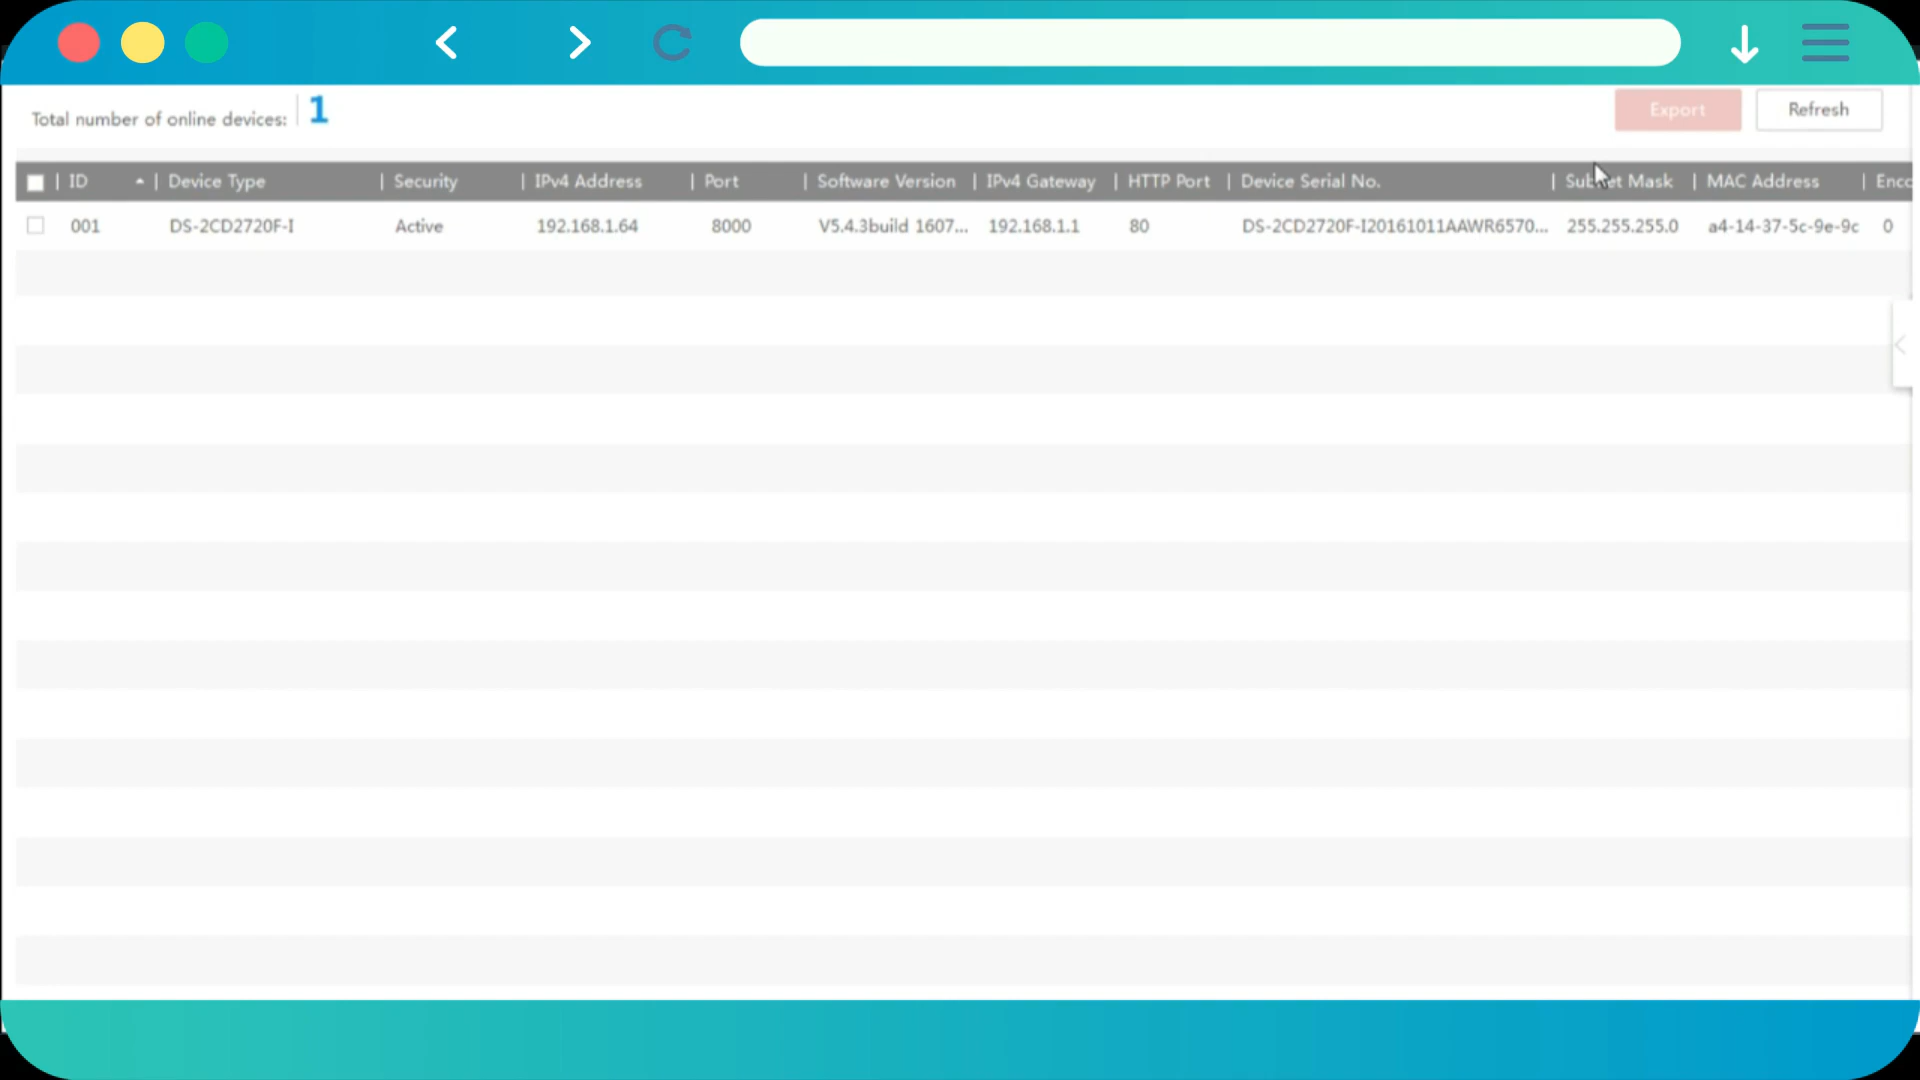 Total number of online devices: 1
Export Refresh
ID Device Type Security IPv4 Address Port Software Version IPv4 Gateway HTTP Port Device Serial No. Subnet Mask MAC Address Enc
001 DS-2CD2720F-I Active 192.168.1.64 8000 V5.4.3build 1607... 192.168.1.1 80 DS-2CD2720F-I20161011AAWR6570... 255.255.255.0 a4-14-37-5c-9e-9c 0